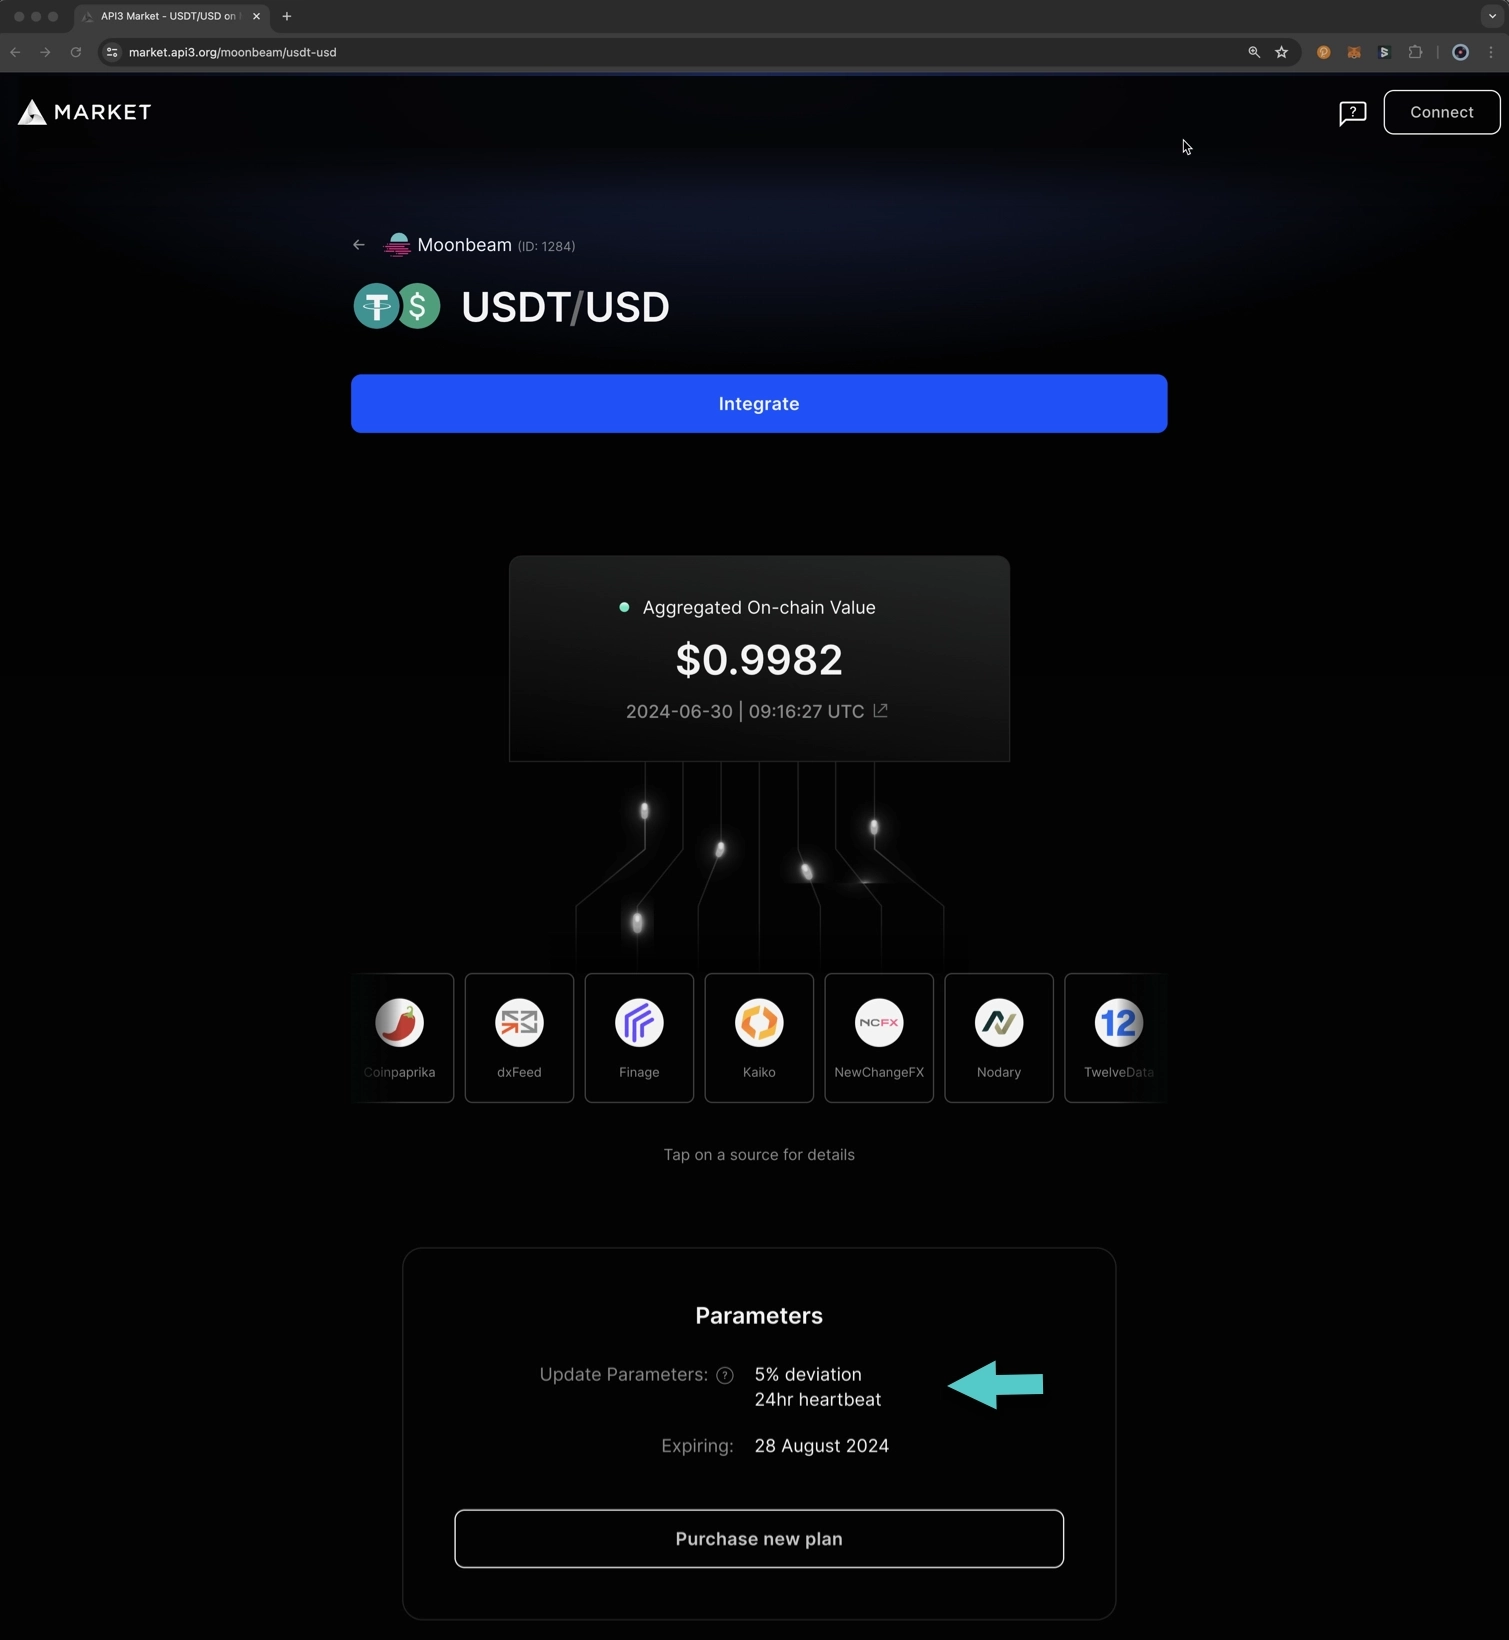 API3 Market - USDT/USD on
market.api3.org/moonbeam/usdt-usd
MARKET
?
Connect
Moonbeam (ID: 1284)
USDT/USD
Integrate
Aggregated On-chain Value
$0.9982
2024-06-30 | 09:16:27 UTC
NCFX
12
Coinpaprika
dxFeed
Finage
Kaiko
NewChangeFX
Nodary
TwelveData
Tap on a source for details
Parameters
Update Parameters: ? 5% deviation
24hr heartbeat
Expiring: 28 August 2024
Purchase new plan